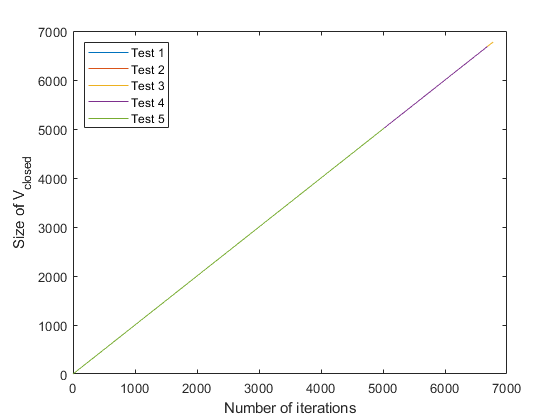 7000
6000
5000
4000
3000
2000
1000
0
Size of V_closed
Test 1
Test 2
Test 3
Test 4
Test 5
0 1000 2000 3000 4000 5000 6000 7000
Number of iterations